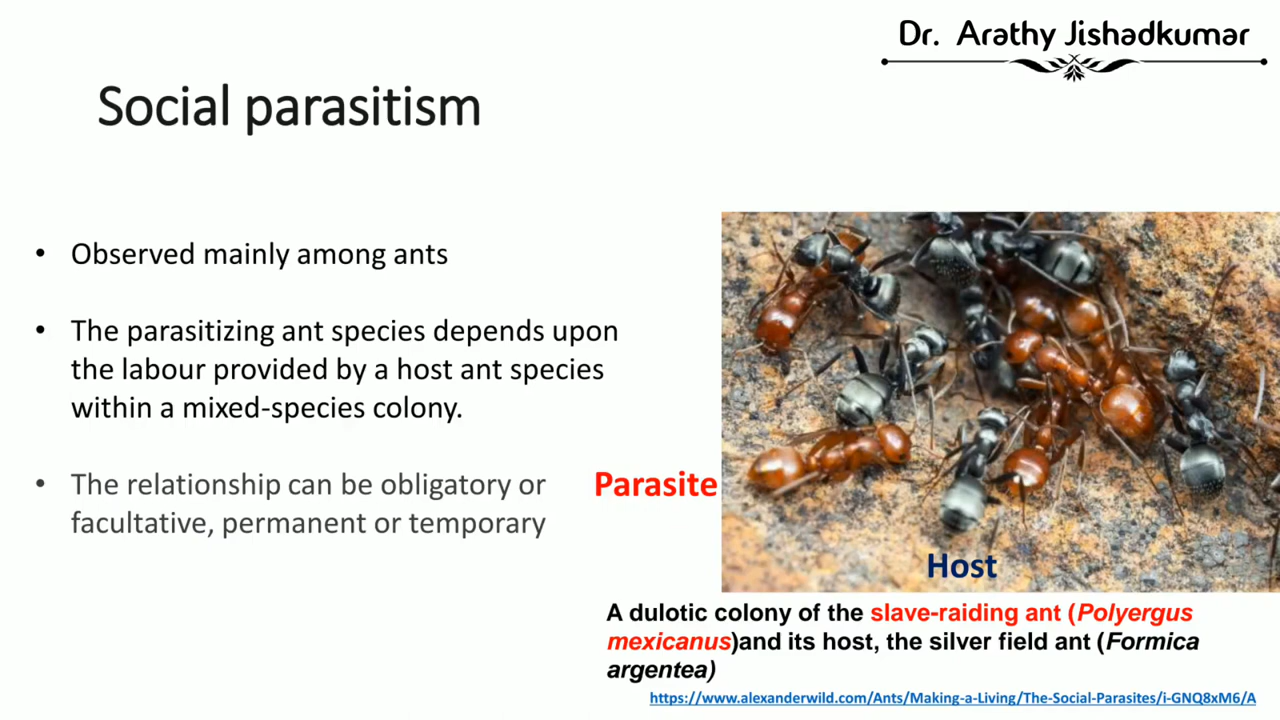 Dr. Arathy Jishadkumar
Social parasitism
• Observed mainly among ants
• The parasitizing ant species depends upon
the labour provided by a host ant species
within a mixed-species colony.
• The relationship can be obligatory or
facultative, permanent or temporary
Parasite
Host
A dulotic colony of the slave-raiding ant (Polyergus
mexicanus)and its host, the silver field ant (Formica
argentea)
https://www.alexanderwild.com/Ants/Making-a-Living/The-Social-Parasites/i-GNQ8xM6/A